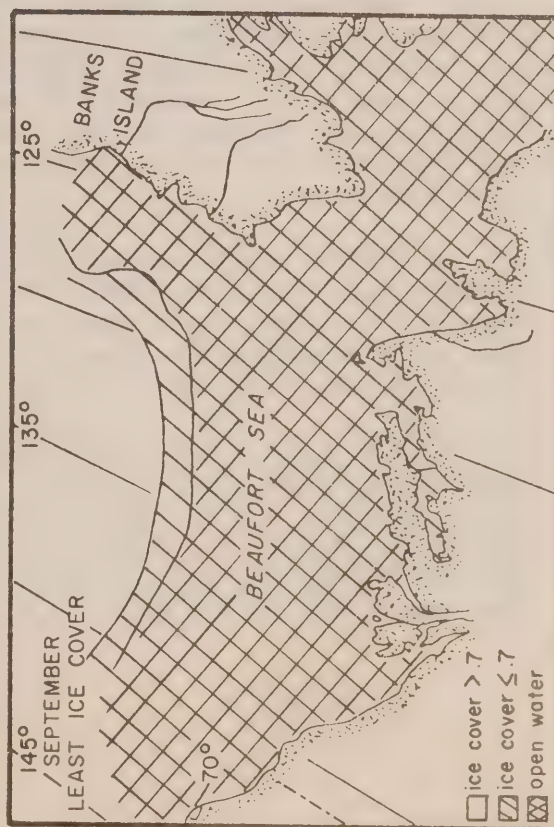 145°
135°
125°
SEPTEMBER
LEAST ICE COVER
BANKS
ISLAND
70°
BEAUFORT SEA
ice cover > .7
ice cover ≤ .7
open water